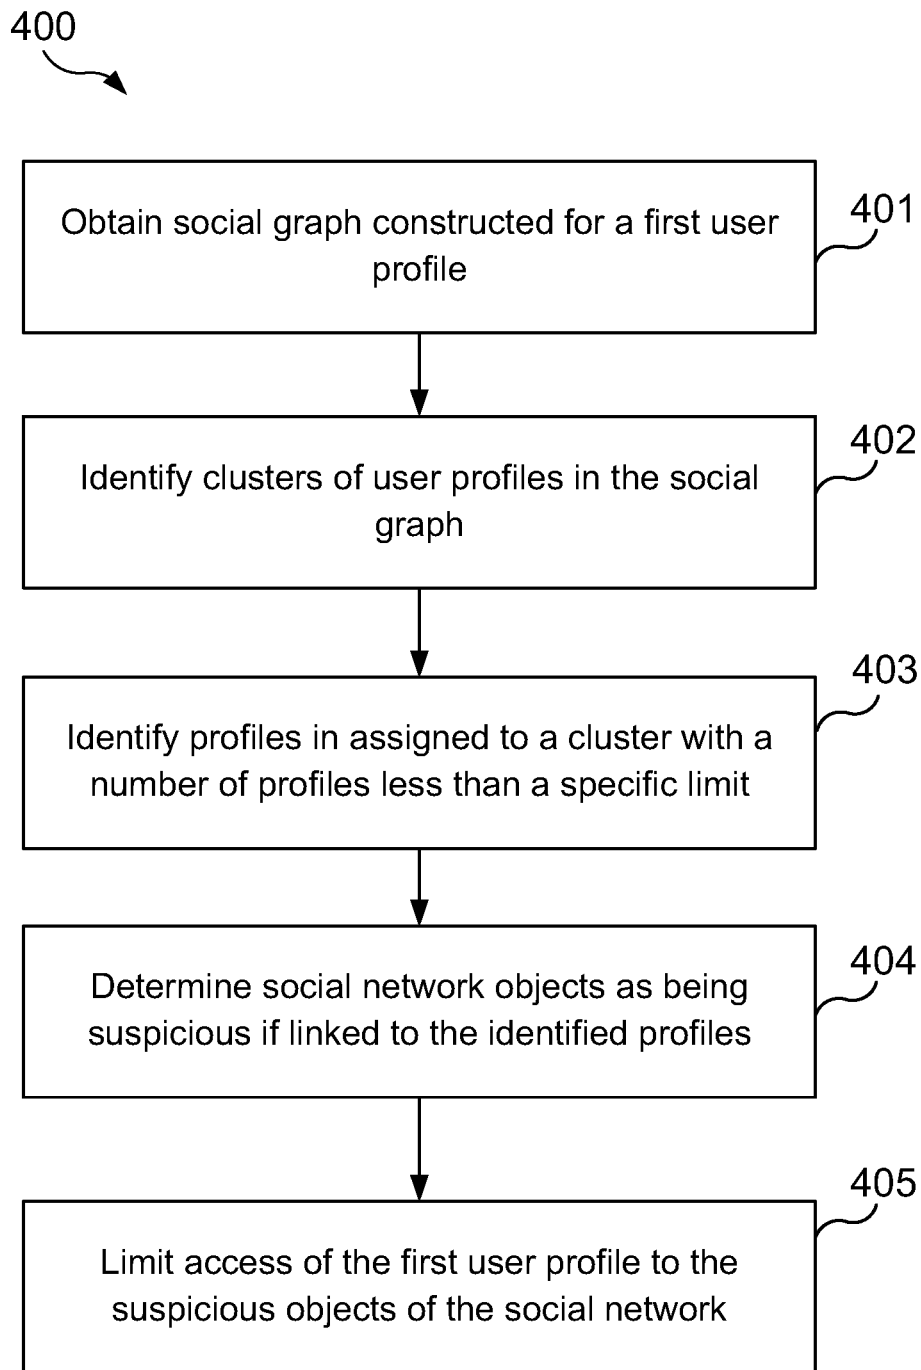 400
401
Obtain social graph constructed for a first user
profile
402
Identify clusters of user profiles in the social
graph
403
Identify profiles in assigned to a cluster with a
number of profiles less than a specific limit
404
Determine social network objects as being
suspicious if linked to the identified profiles
405
Limit access of the first user profile to the
suspicious objects of the social network